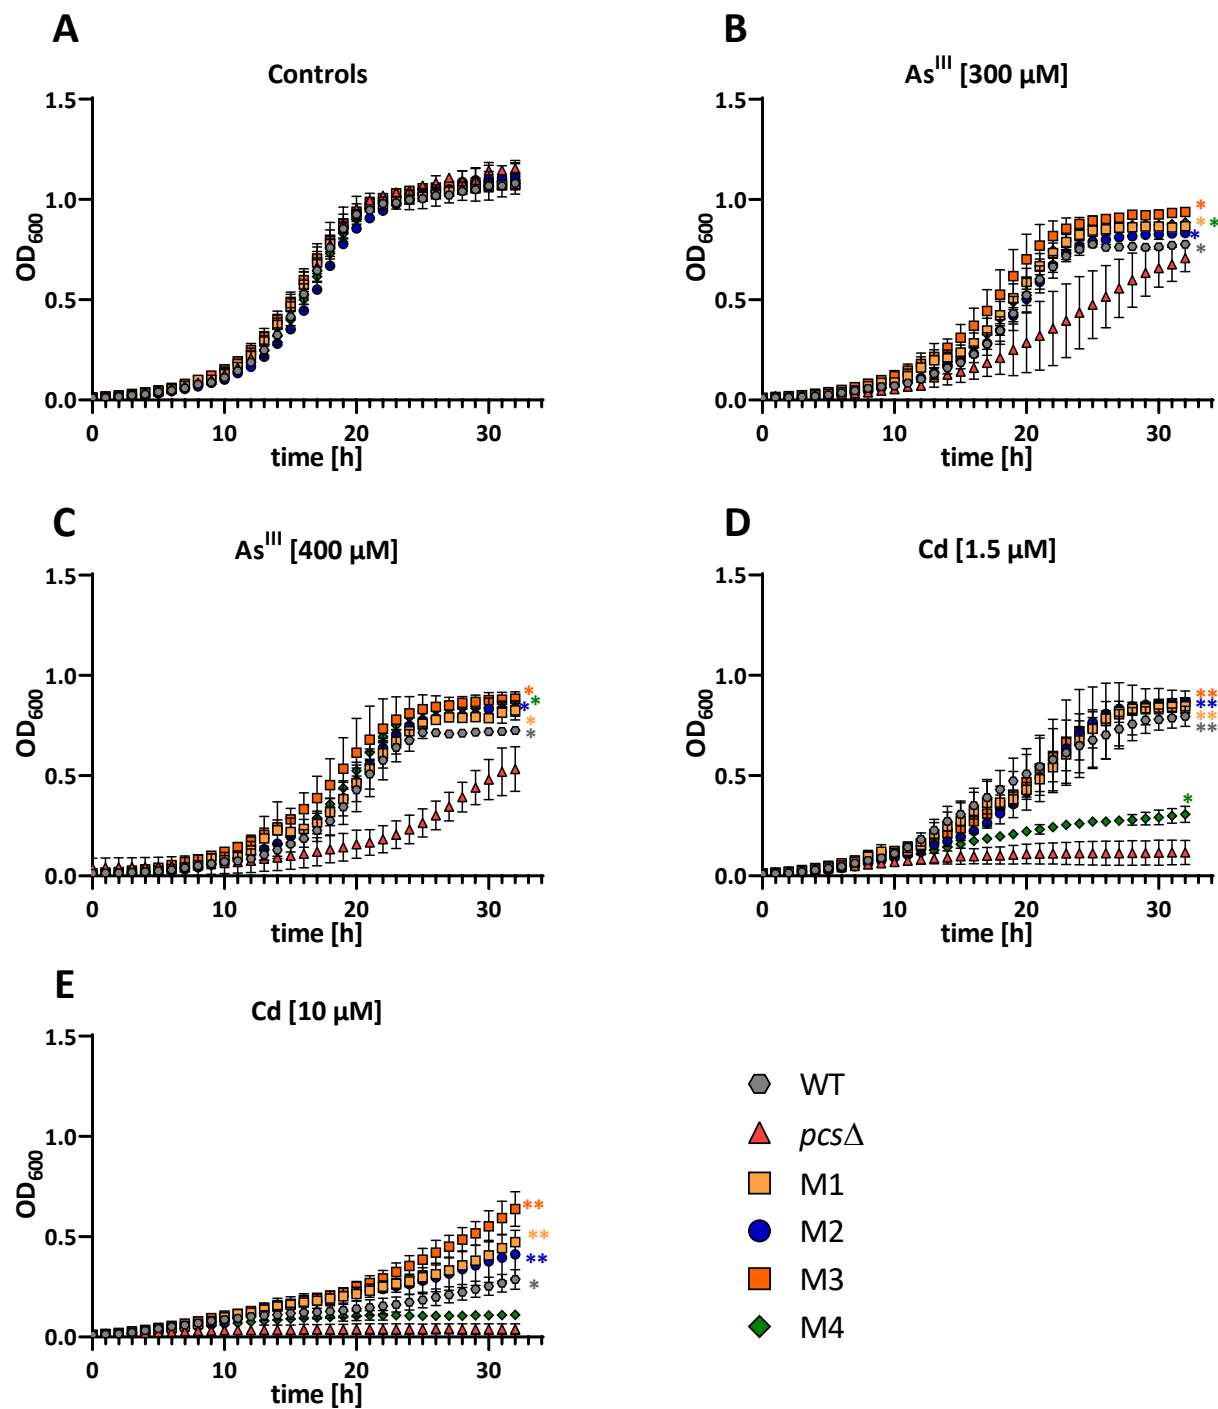 A
Controls
1.5
1.0
0.5
0.0
OD600
0 10 20 30
time [h]
B
AsIII [300 µM]
1.5
1.0
0.5
0.0
OD600
* * * * *
0 10 20 30
time [h]
C
AsIII [400 µM]
1.5
1.0
0.5
0.0
OD600
* * * * *
0 10 20 30
time [h]
D
Cd [1.5 µM]
1.5
1.0
0.5
0.0
OD600
**
**
**
**
*
0 10 20 30
time [h]
E
Cd [10 µM]
1.5
1.0
0.5
0.0
OD600
**
**
**
*
0 10 20 30
time [h]
WT
pcsΔ
M1
M2
M3
M4